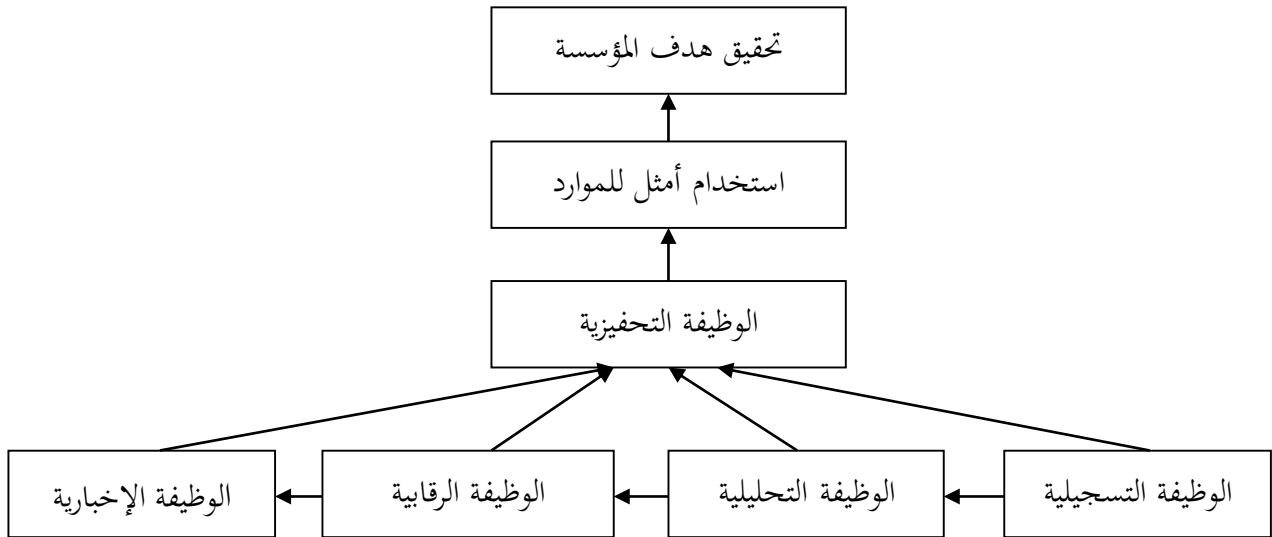 تحقيق هدف المؤسسة
استخدام أمثل للموارد
الوظيفة التحفيزية
الوظيفة التسجيلية
الوظيفة التحليلية
الوظيفة الرقابية
الوظيفة الإخبارية